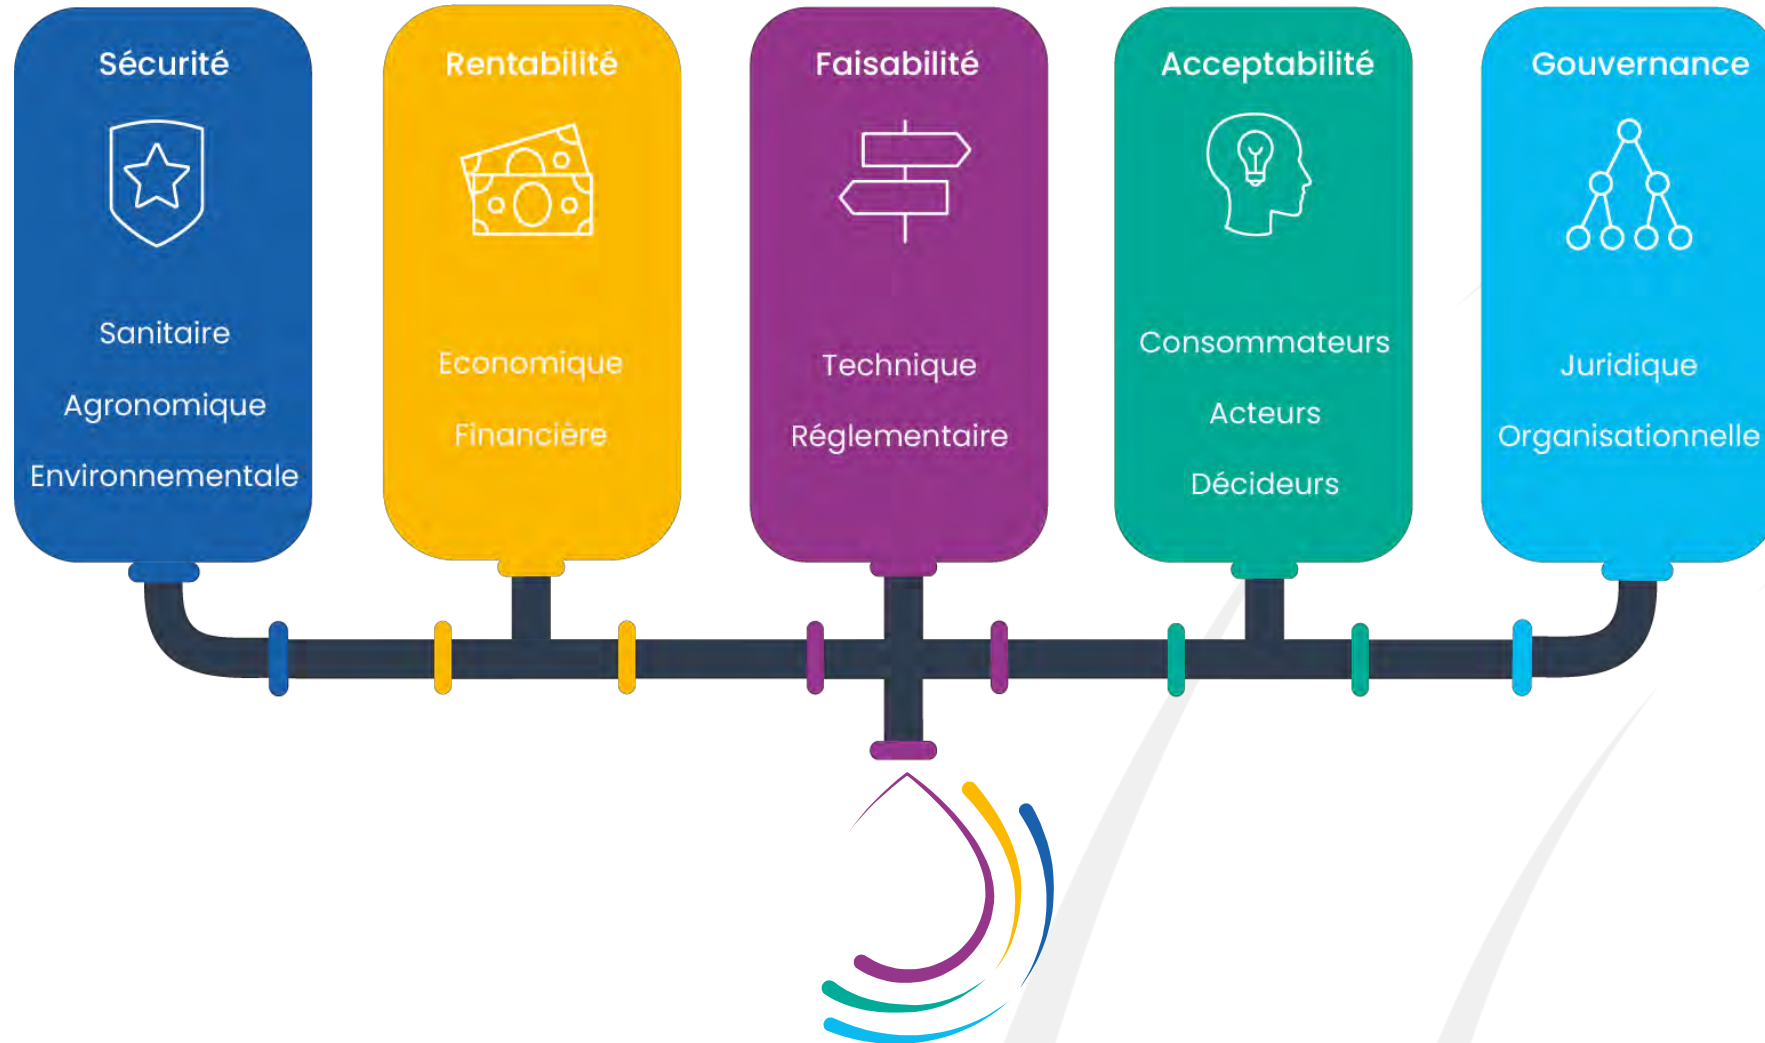 Sécurité
Sanitaire
Agronomique
Environnementale
Rentabilité
Economique
Financière
Faisabilité
Technique
Réglementaire
Acceptabilité
Consommateurs
Acteurs
Décideurs
Gouvernance
Juridique
Organisationnelle